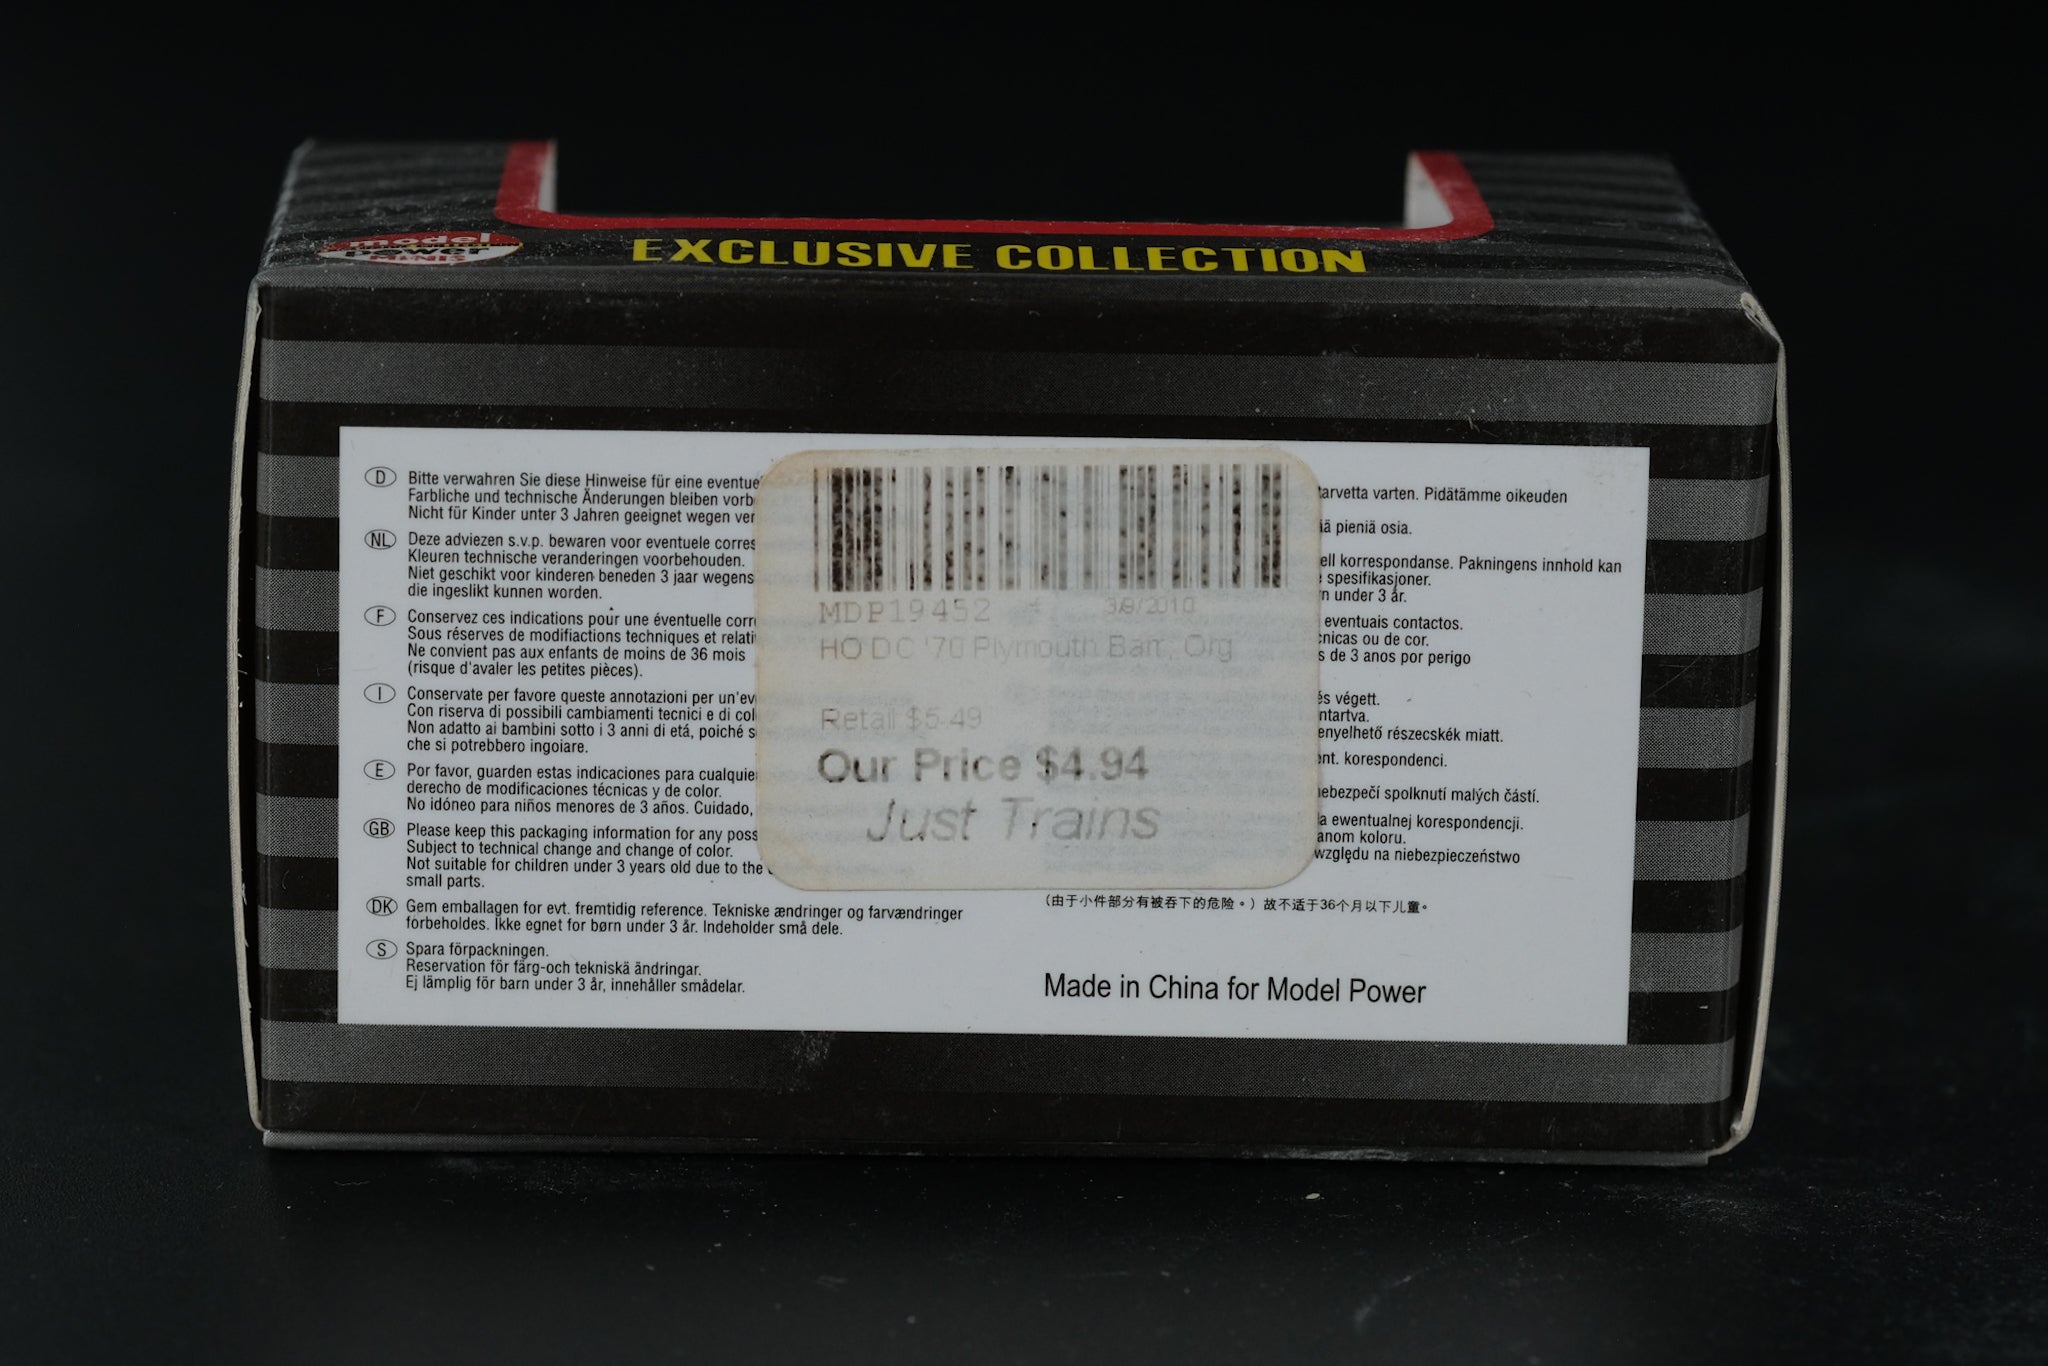 model
power
MINIS
EXCLUSIVE COLLECTION
D Bitte verwahren Sie diese Hinweise für eine eventue
Farbliche und technische Änderungen bleiben vorb
Nicht für Kinder unter 3 Jahren geeignet wegen ver
NL Deze adviezen s.v.p. bewaren voor eventuele corres
Kleuren technische veranderingen voorbehouden.
Niet geschikt voor kinderen beneden 3 jaar wegens
die ingeslikt kunnen worden.
F Conservez ces indications pour une éventuelle corr
Sous réserves de modifiactions techniques et relati
Ne convient pas aux enfants de moins de 36 mois
(risque d'avaler les petites pièces).
I Conservate per favore queste annotazioni per un'ev
Con riserva di possibili cambiamenti tecnici e di col
Non adatto ai bambini sotto i 3 anni di etá, poiché s
che si potrebbero ingoiare.
E Por favor, guarden estas indicaciones para cualquie
derecho de modificaciones técnicas y de color.
No idóneo para niños menores de 3 años. Cuidado,
GB Please keep this packaging information for any poss
Subject to technical change and change of color.
Not suitable for children under 3 years old due to the
small parts.
DK Gem emballagen for evt. fremtidig reference. Tekniske ændringer og farvændringer
forbeholdes. Ikke egnet for børn under 3 år. Indeholder små dele.
S Spara förpackningen.
Reservation för färg-och tekniskä ändringar.
Ej lämplig för barn under 3 år, innehåller smådelar.
MDP19452 3/9/2010
HO DC '70 Plymouth Barr, Org
Retail $5.49
Our Price $4.94
Just Trains
tarvetta varten. Pidätämme oikeuden
iä pieniä osia.
ell korrespondanse. Pakningens innhold kan
spesifikasjoner.
n under 3 år.
eventuais contactos.
cnicas ou de cor.
s de 3 anos por perigo
és végett.
ntartva.
enyelhető részecskék miatt.
ent. korespondenci.
nebezpečí spolknutí malých částí.
la ewentualnej korespondencji.
anom koloru.
względu na niebezpieczeństwo
(由于小件部分有被吞下的危险。）故不适于36个月以下儿童。
Made in China for Model Power